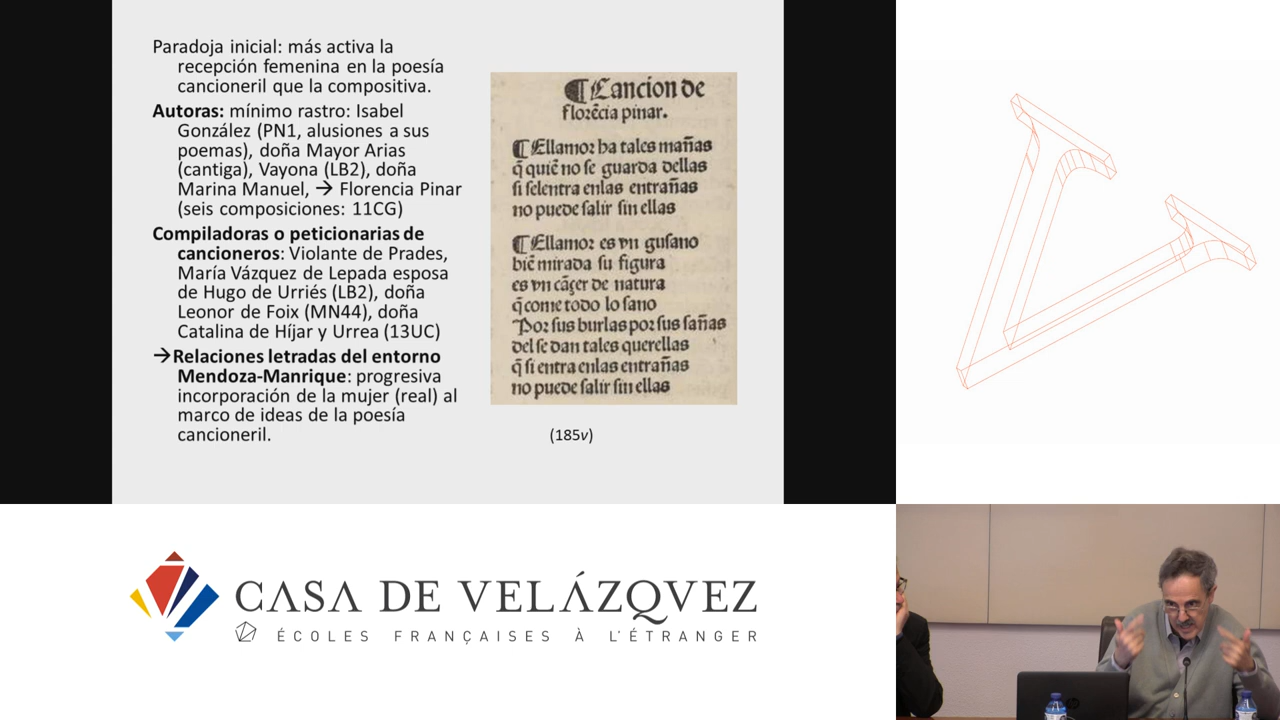 Paradoja inicial: más activa la
recepción femenina en la poesía
cancioneril que la compositiva.
Autoras: mínimo rastro: Isabel
González (PN1, alusiones a sus
poemas), doña Mayor Arias
(cantiga), Vayona (LB2), doña
Marina Manuel, → Florencia Pinar
(seis composiciones: 11CG)
Compiladoras o peticionarias de
cancioneros: Violante de Prades,
María Vázquez de Lepada esposa
de Hugo de Urriés (LB2), doña
Leonor de Foix (MN44), doña
Catalina de Híjar y Urrea (13UC)
→Relaciones letradas del entorno
Mendoza-Manrique: progresiva
incorporación de la mujer (real) al
marco de ideas de la poesía
cancioneril.
¶Cancion de
florẽcia pinar.
¶Ellamor ha tales mañas
q̃ quiẽ no se guarda dellas
si selentra enlas entrañas
no puede salir sin ellas
¶Ellamor es vn gusano
biẽ mirada su figura
es vn cãçer de natura
q̃ come todo lo sano
Por sus burlas por sus sañas
del se dan tales querellas
q̃ si entra enlas entrañas
no puede salir sin ellas
(185v)
CASA DE VELÁZQVEZ
ÉCOLES FRANÇAISES À L'ÉTRANGER